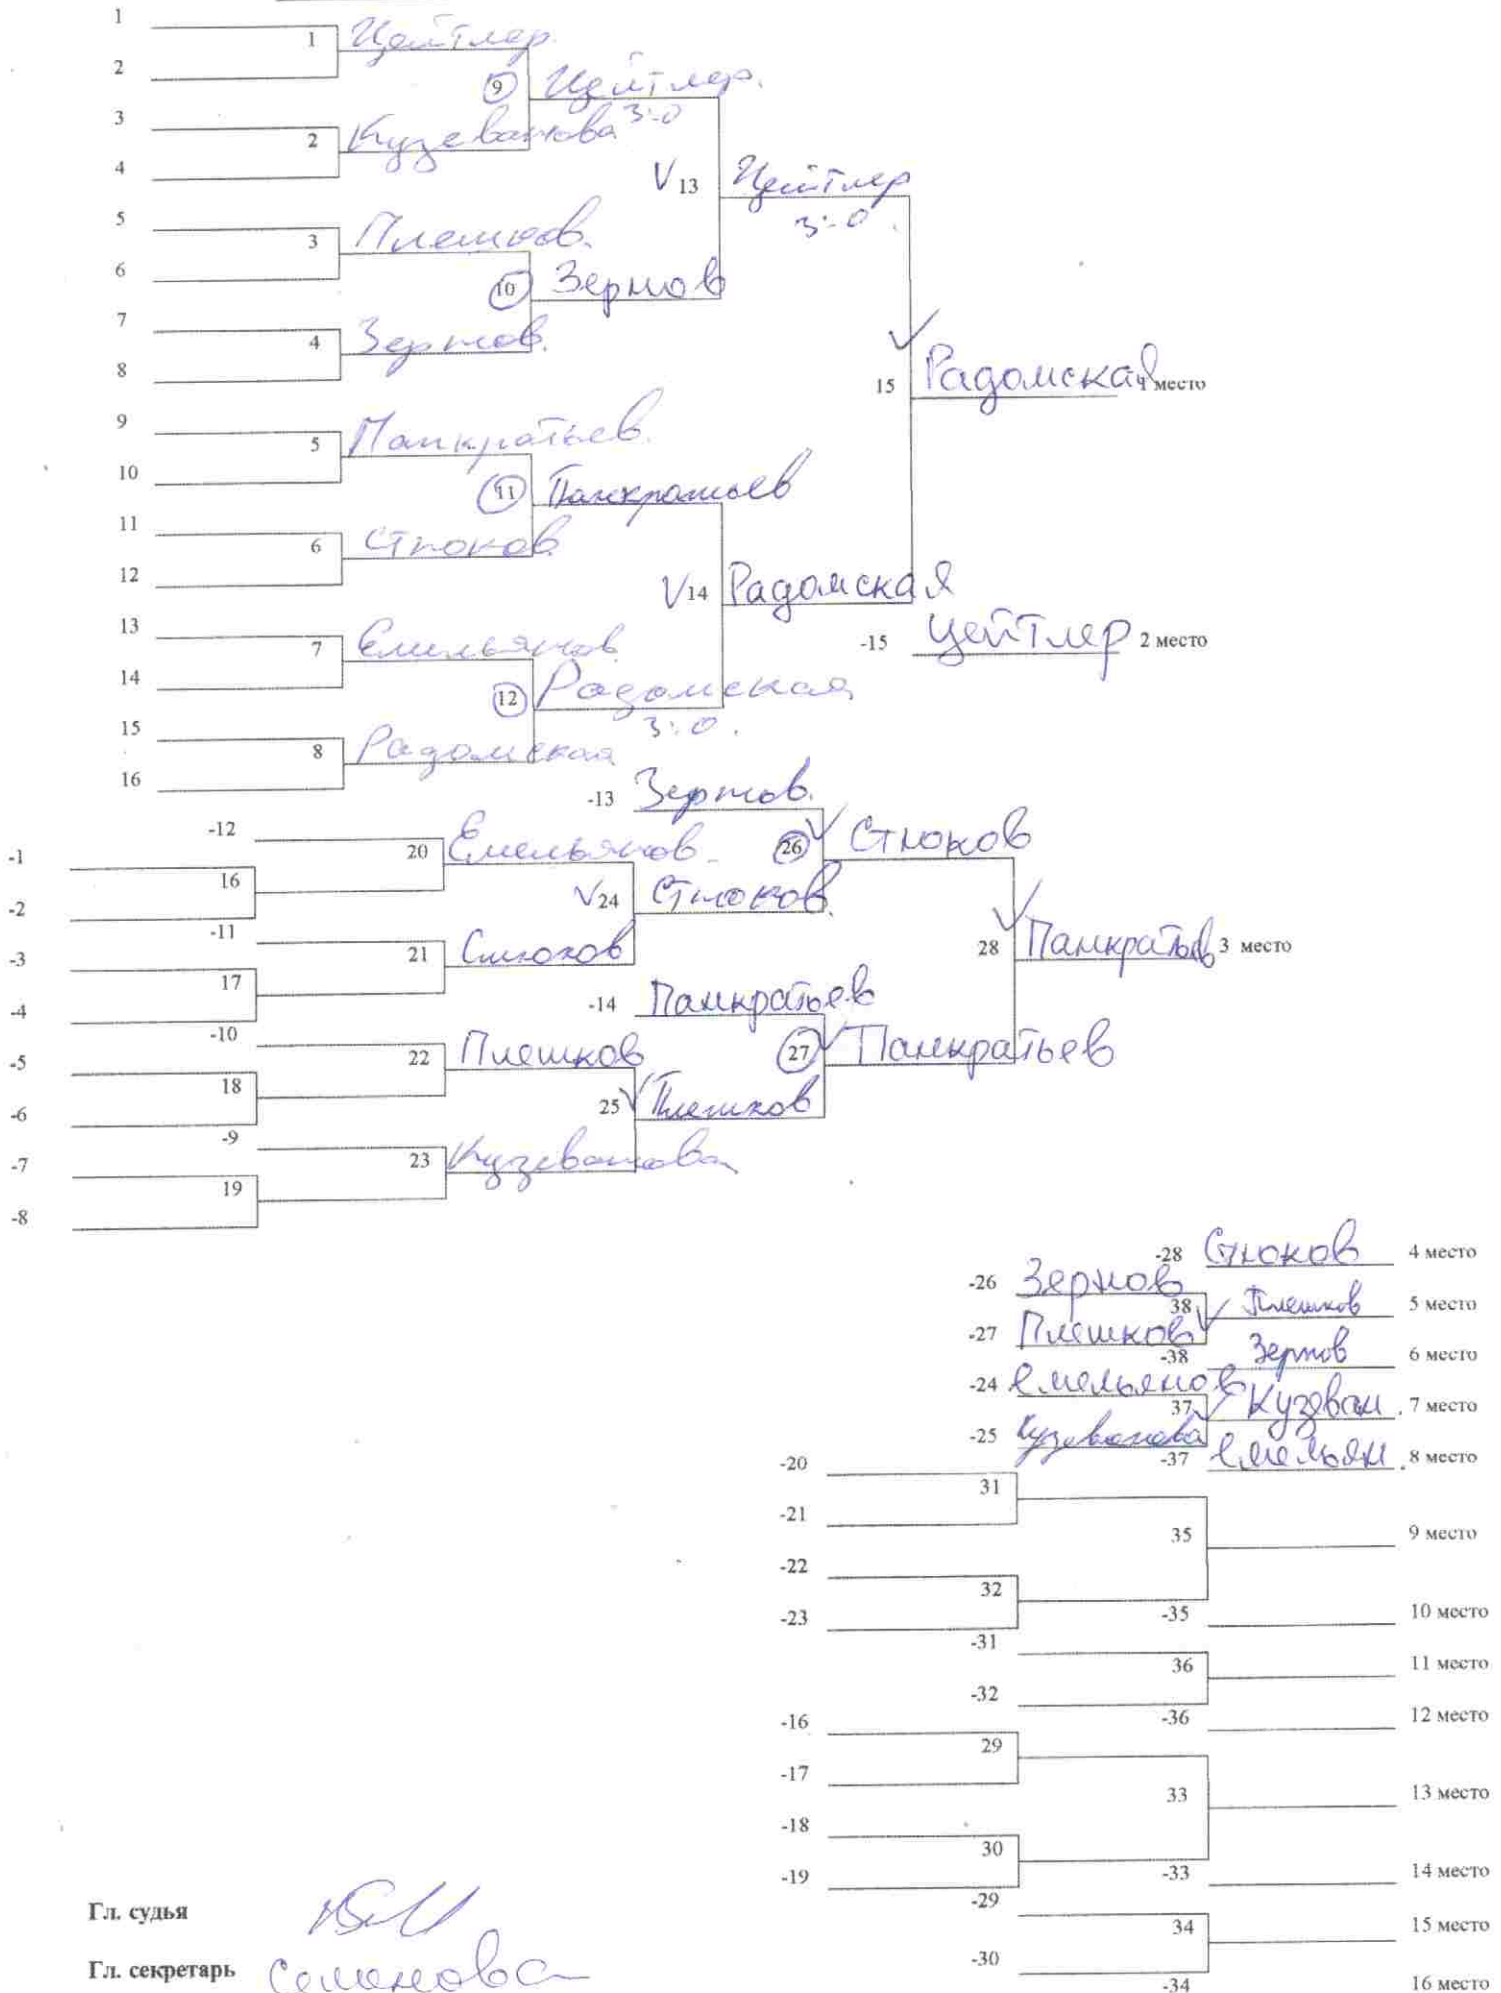 1
1 Цейтлер.
2
9 Цейтлер.
3
3:0
2 Кузеванова
4
V 13 Цейтлер
3:0.
5
3 Плешков.
6
10 Зернов
7
4 Зернов.
8
15 Радомская 1 место
9
5 Панкратьев.
10
11 Панкратьев
11
6 Стюков
12
V 14 Радомская
13
7 Емельянов
-15 Цейтлер 2 место
14
12 Радомская
15
3:0.
8 Радомская
16
-13 Зернов.
-12
20 Емельянов.
26 Стюков
-1
16
V 24 Стюков.
-2
-11
21 Стюков
28 Панкратьев 3 место
-3
17
-14 Панкратьев
-4
-10
22 Плешков
27 Панкратьев
-5
18
25 Плешков
-6
-9
23 Кузеванова
-7
19
-8
-28 Стюков 4 место
-26 Зернов
38 Плешков 5 место
-27 Плешков
-38 Зернов 6 место
-24 Емельянов
37 Кузеван. 7 место
-25 Кузеванова
-37 Емельян. 8 место
-20
31
-21
35 9 место
-22
32
-23
-35 10 место
-31
36 11 место
-32
-36 12 место
-16
29
-17
33 13 место
-18
30
-19
-33 14 место
-29
34 15 место
-30
-34 16 место
Гл. судья
Гл. секретарь Семенова